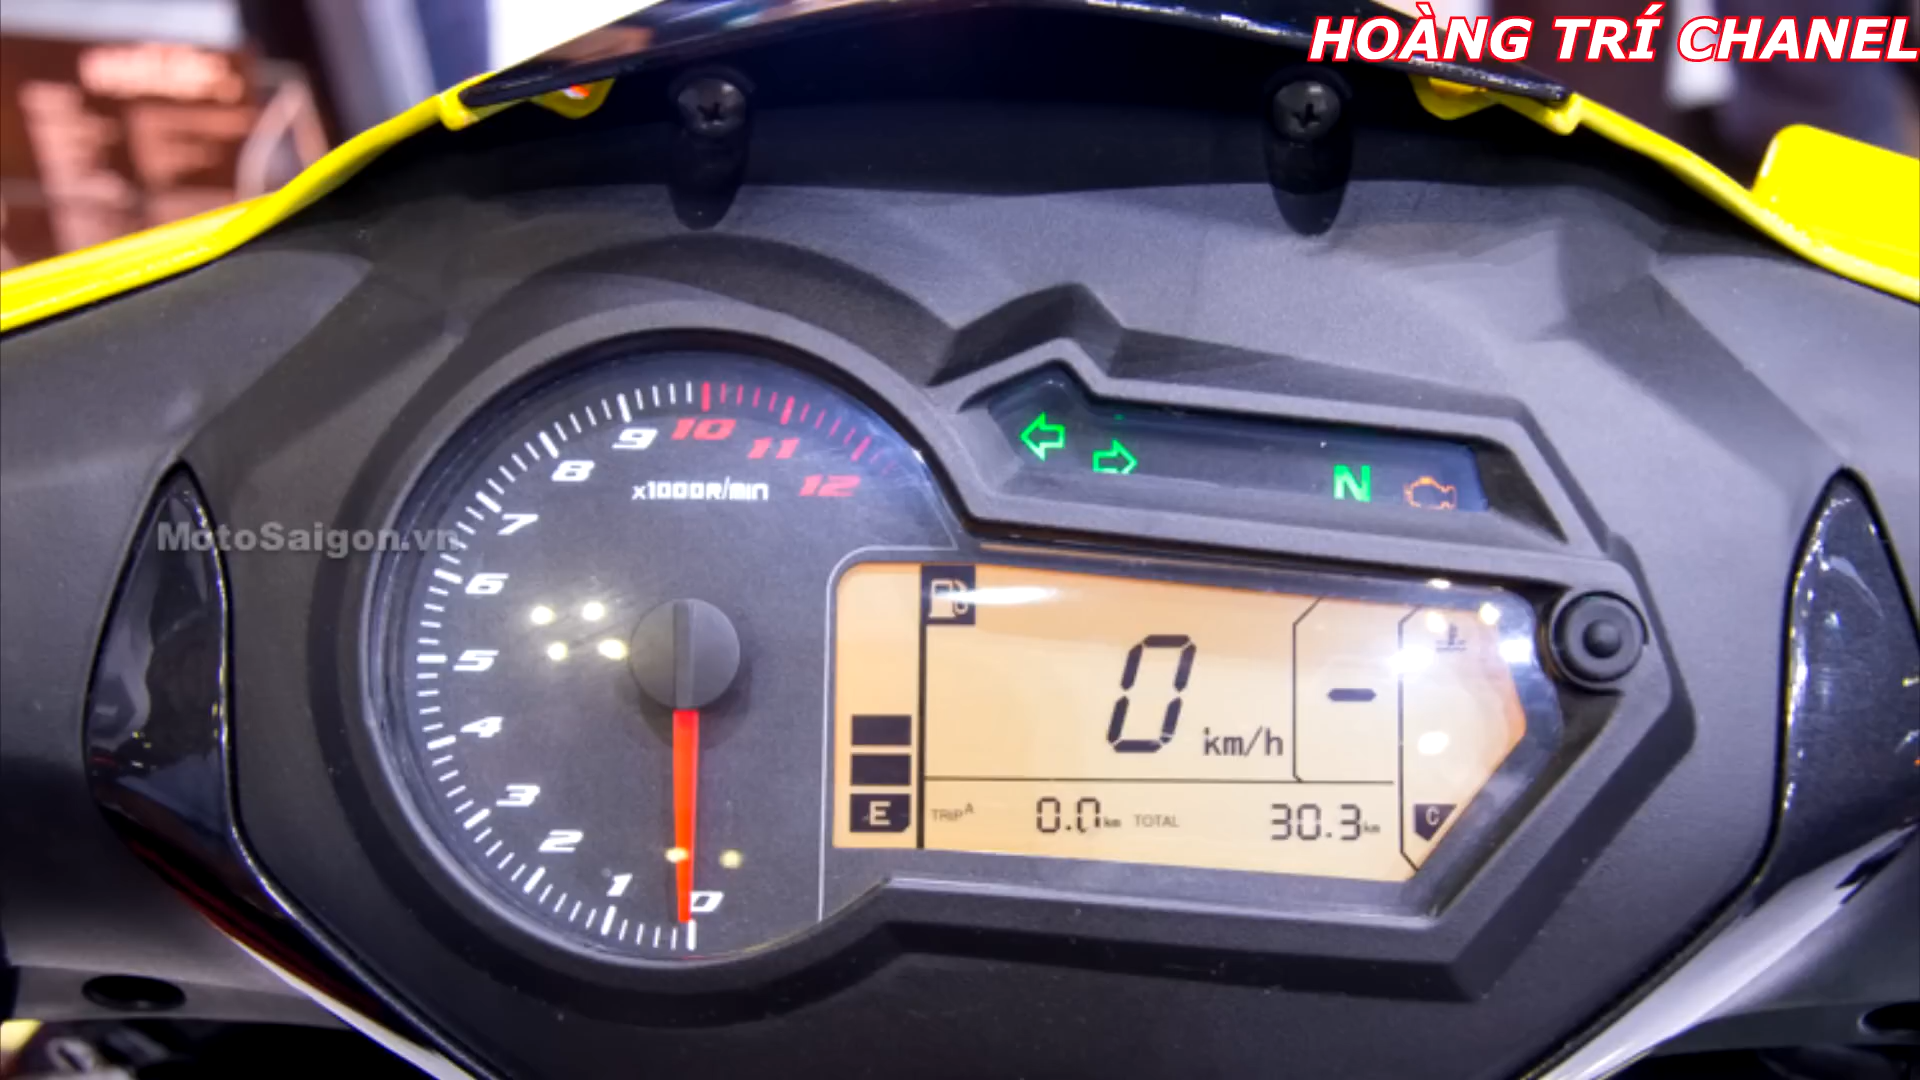 HOÀNG TRÍ CHANEL
MotoSaigon.vn
0
1
2
3
4
5
6
7
8
9
10
11
12
x1000R/min
N
0 km/h
-
E
TRIP A 0.0 km TOTAL 30.3 km
C